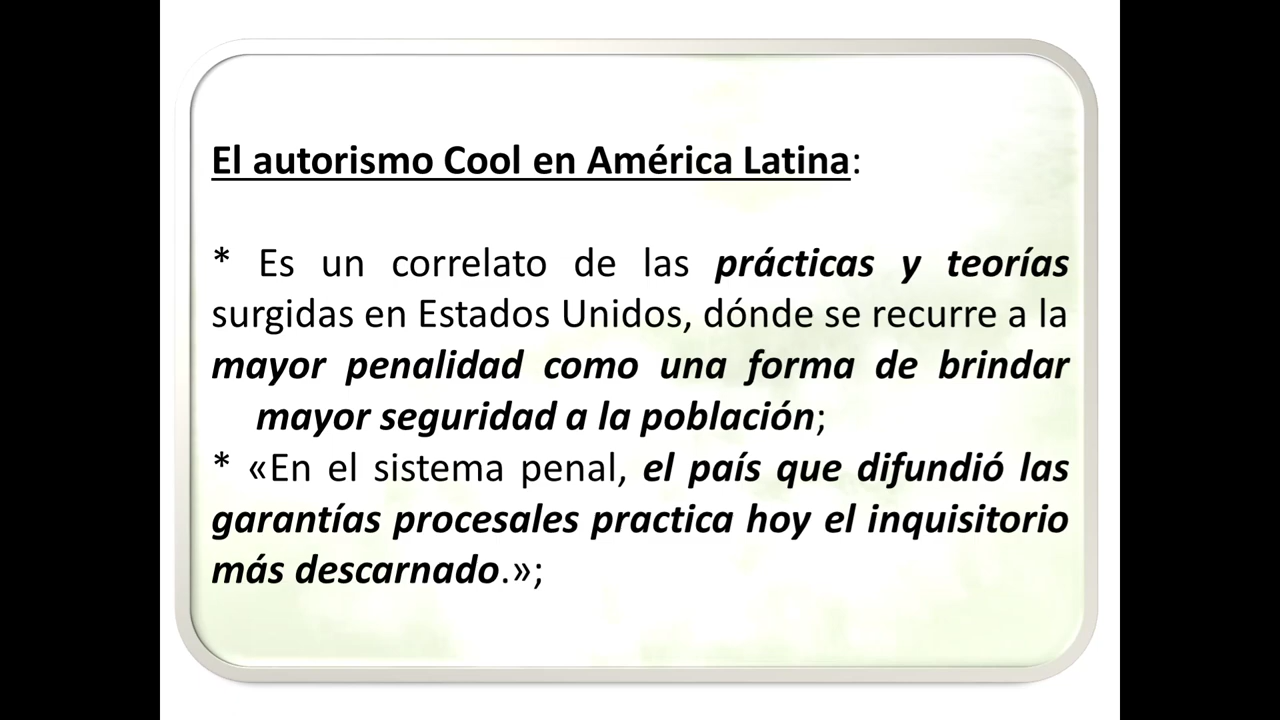 El autorismo Cool en América Latina:
* Es un correlato de las prácticas y teorías
surgidas en Estados Unidos, dónde se recurre a la
mayor penalidad como una forma de brindar
mayor seguridad a la población;
* «En el sistema penal, el país que difundió las
garantías procesales practica hoy el inquisitorio
más descarnado.»;